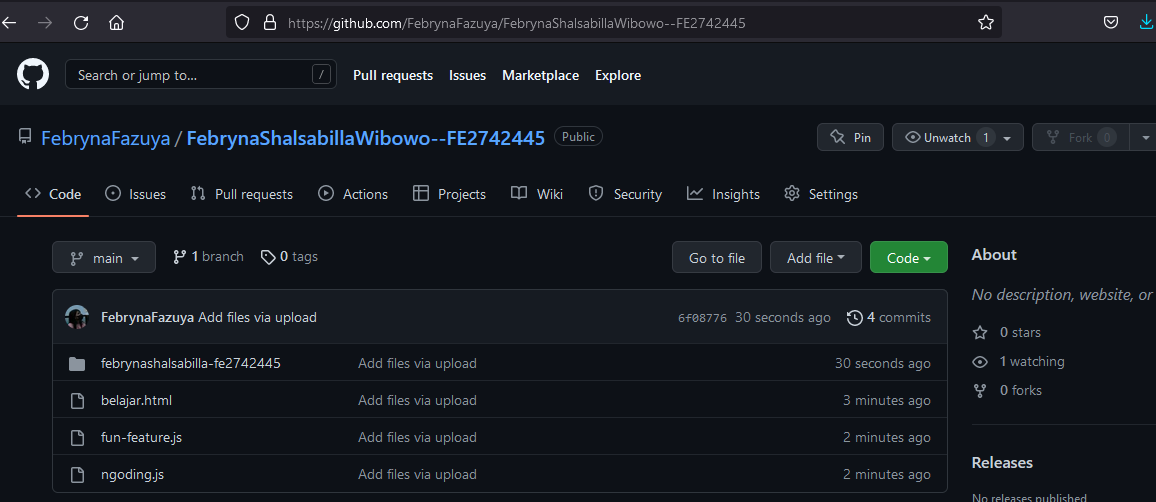 https://github.com/FebrynaFazuya/FebrynaShalsabillaWibowo--FE2742445
Search or jump to... / Pull requests Issues Marketplace Explore
FebrynaFazuya / FebrynaShalsabillaWibowo--FE2742445 Public Pin Unwatch 1 Fork 0
Code Issues Pull requests Actions Projects Wiki Security Insights Settings
main 1 branch 0 tags Go to file Add file Code
FebrynaFazuya Add files via upload 6f08776 30 seconds ago 4 commits
febrynashalsabilla-fe2742445 Add files via upload 30 seconds ago
belajar.html Add files via upload 3 minutes ago
fun-feature.js Add files via upload 2 minutes ago
ngoding.js Add files via upload 2 minutes ago
About
No description, website, or
0 stars
1 watching
0 forks
Releases
No releases published